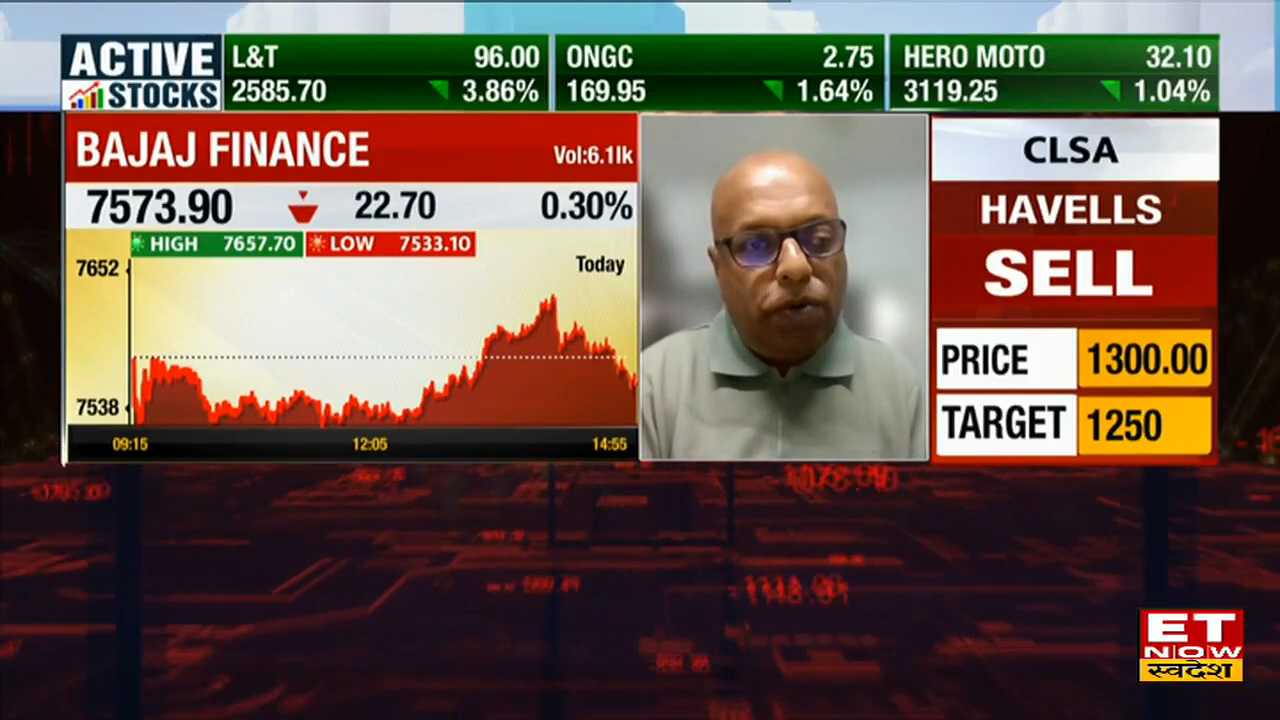 ACTIVE STOCKS
L&T 96.00
2585.70 3.86%
ONGC 2.75
169.95 1.64%
HERO MOTO 32.10
3119.25 1.04%
BAJAJ FINANCE Vol:6.1lk
7573.90 22.70 0.30%
HIGH 7657.70 LOW 7533.10
7652 Today
7538
09:15 12:05 14:55
CLSA
HAVELLS
SELL
PRICE 1300.00
TARGET 1250
ET
NOW
स्वदेश